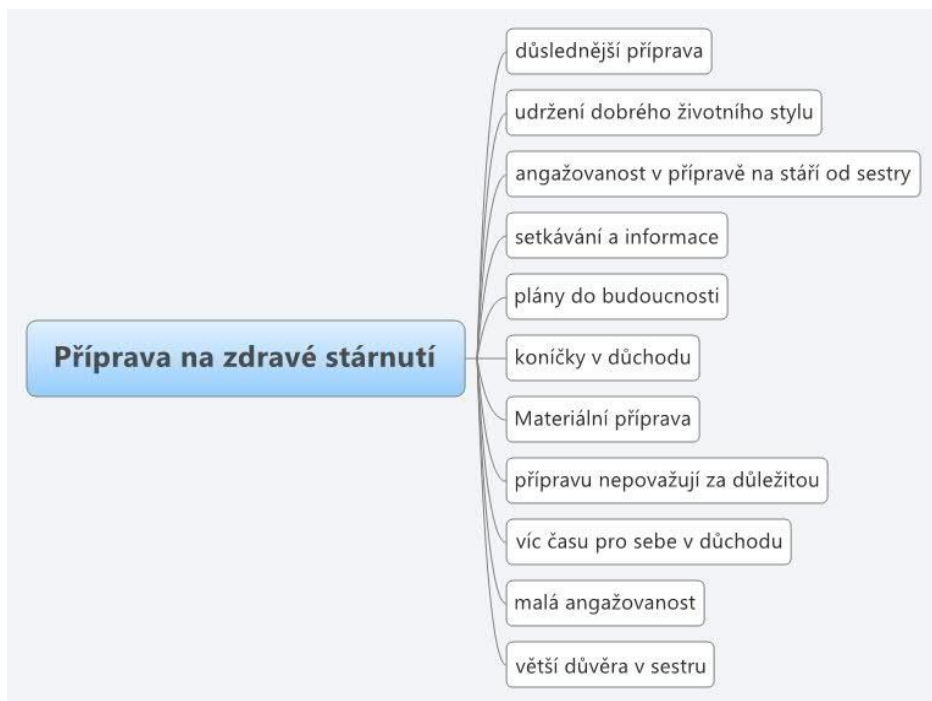 důslednější příprava
udržení dobrého životního stylu
angažovanost v přípravě na stáří od sestry
setkávání a informace
plány do budoucnosti
Příprava na zdravé stárnutí
koníčky v důchodu
Materiální příprava
přípravu nepovažují za důležitou
víc času pro sebe v důchodu
malá angažovanost
větší důvěra v sestru